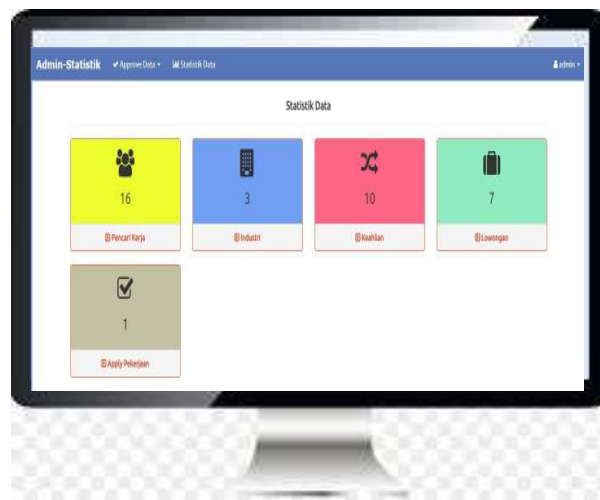 Admin-Statistik Approve Data Statistik Data admin
Statistik Data
16
3
10
7
Pencari Kerja
Industri
Keahlian
Lowongan
1
Apply Pekerjaan